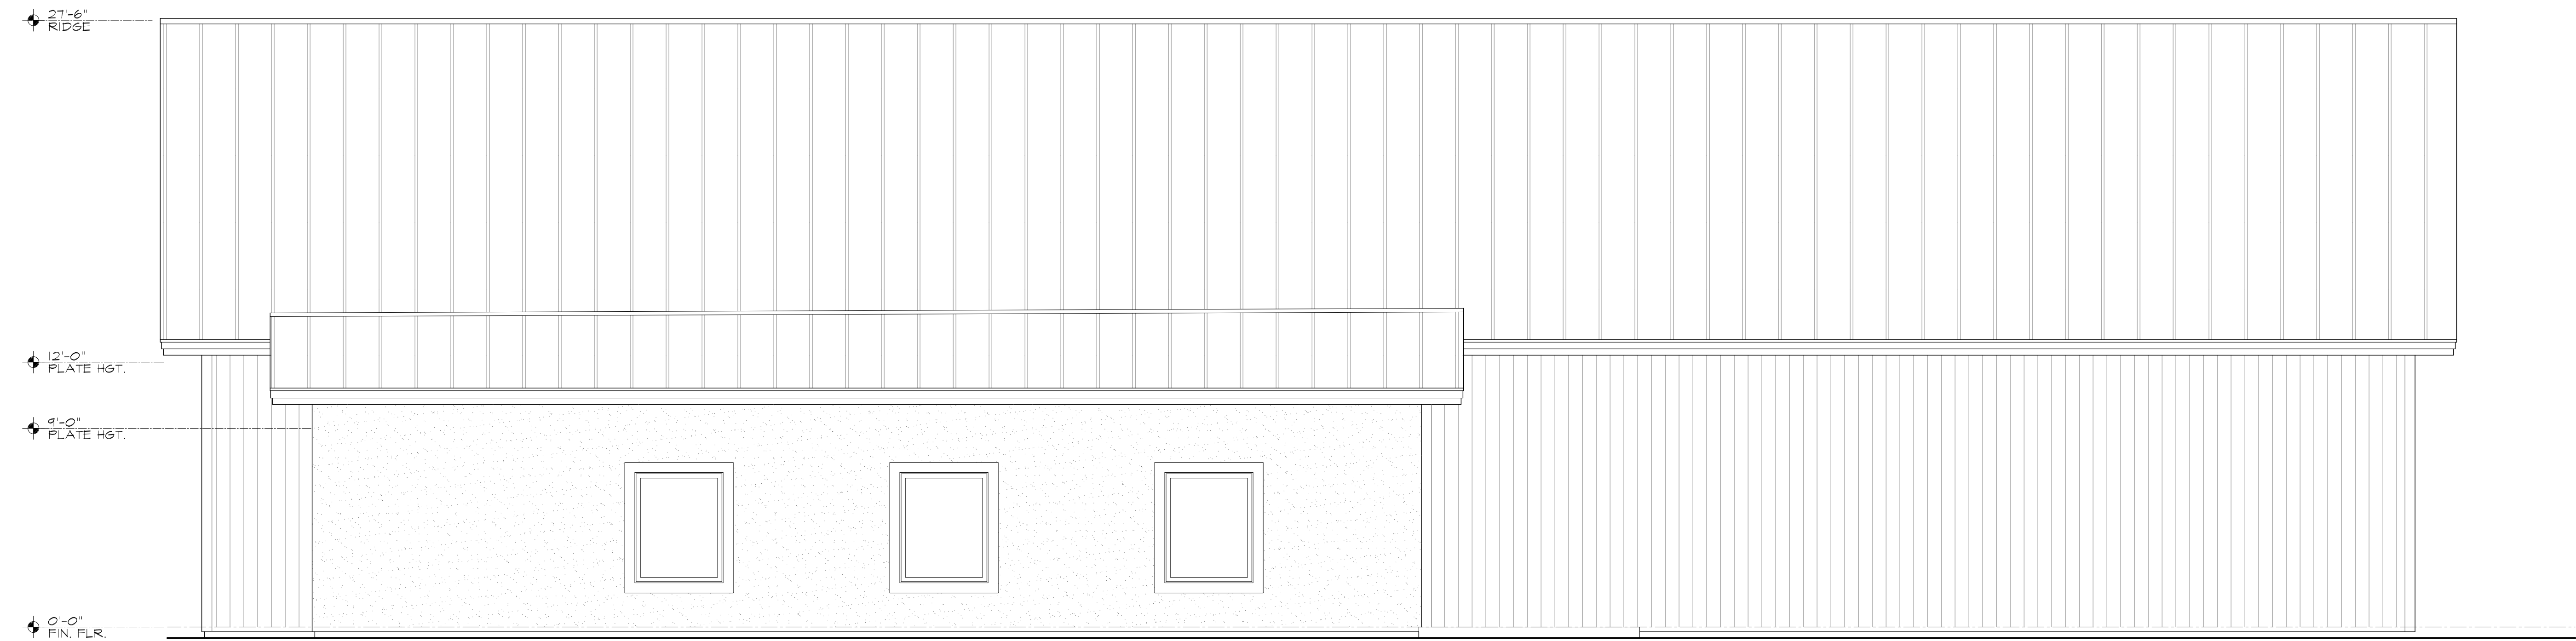 27'-6"
RIDGE
12'-0"
PLATE HGT.
9'-0"
PLATE HGT.
0'-0"
FIN. FLR.